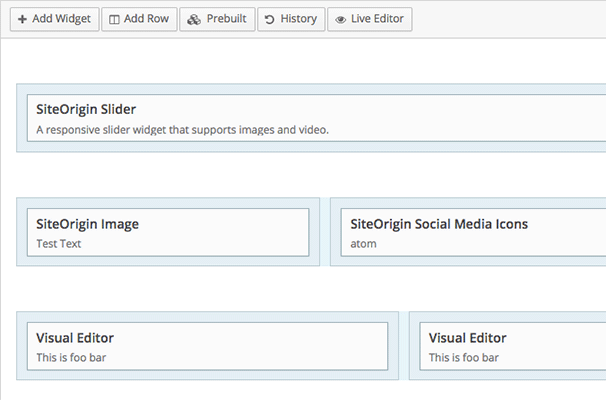 Add Widget Add Row Prebuilt History Live Editor
SiteOrigin Slider
A responsive slider widget that supports images and video.
SiteOrigin Image SiteOrigin Social Media Icons
Test Text atom
Visual Editor Visual Editor
This is foo bar This is foo bar